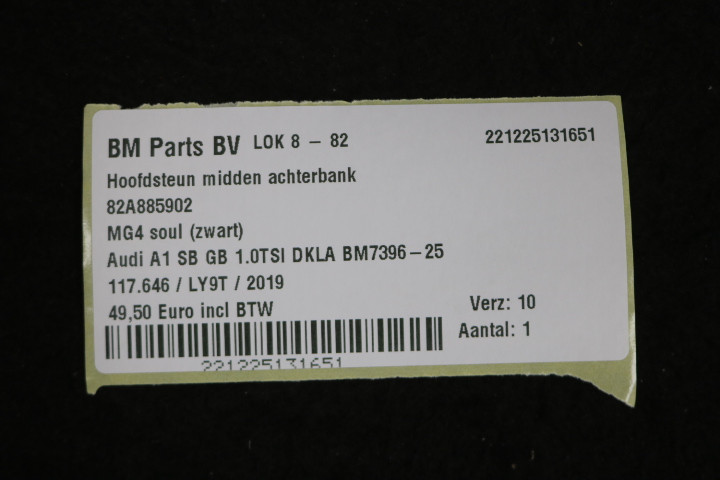 BM Parts BV LOK 8 – 82 221225131651
Hoofdsteun midden achterbank
82A885902
MG4 soul (zwart)
Audi A1 SB GB 1.0TSI DKLA BM7396-25
117.646 / LY9T / 2019
49,50 Euro incl BTW Verz: 10
Aantal: 1
221225131651